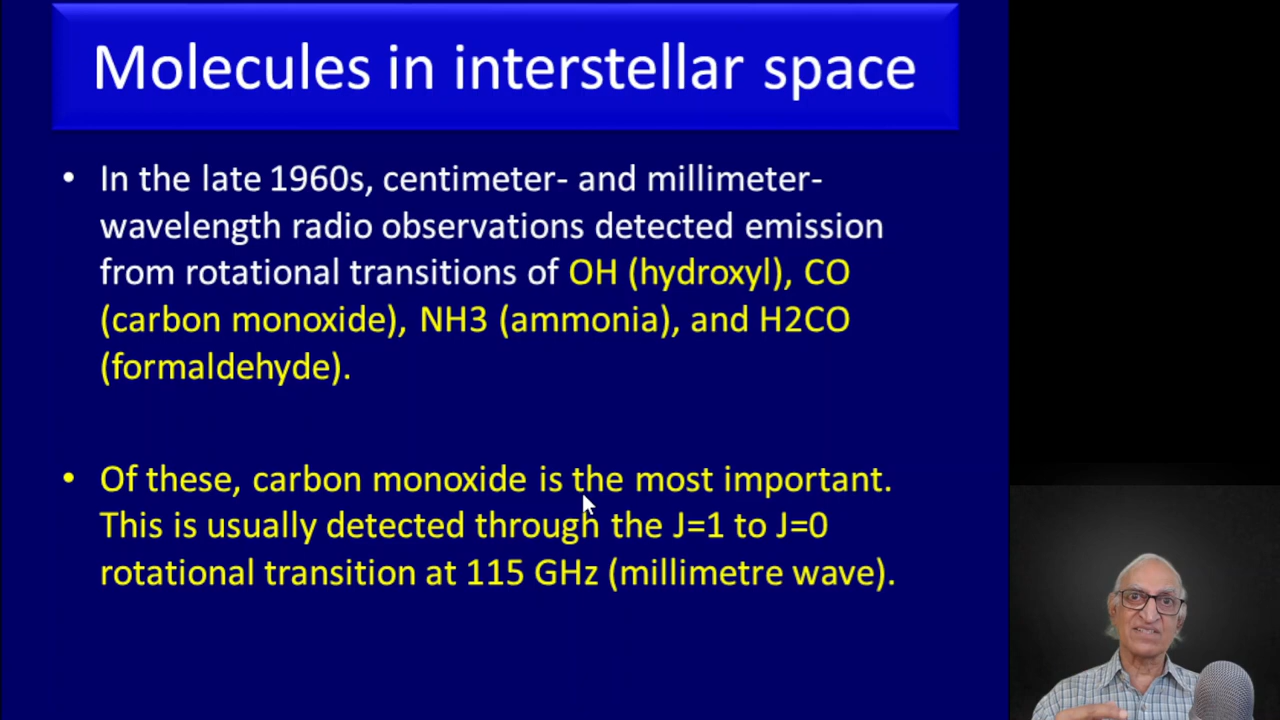 Molecules in interstellar space
• In the late 1960s, centimeter- and millimeter-
wavelength radio observations detected emission
from rotational transitions of OH (hydroxyl), CO
(carbon monoxide), NH3 (ammonia), and H2CO
(formaldehyde).
• Of these, carbon monoxide is the most important.
This is usually detected through the J=1 to J=0
rotational transition at 115 GHz (millimetre wave).